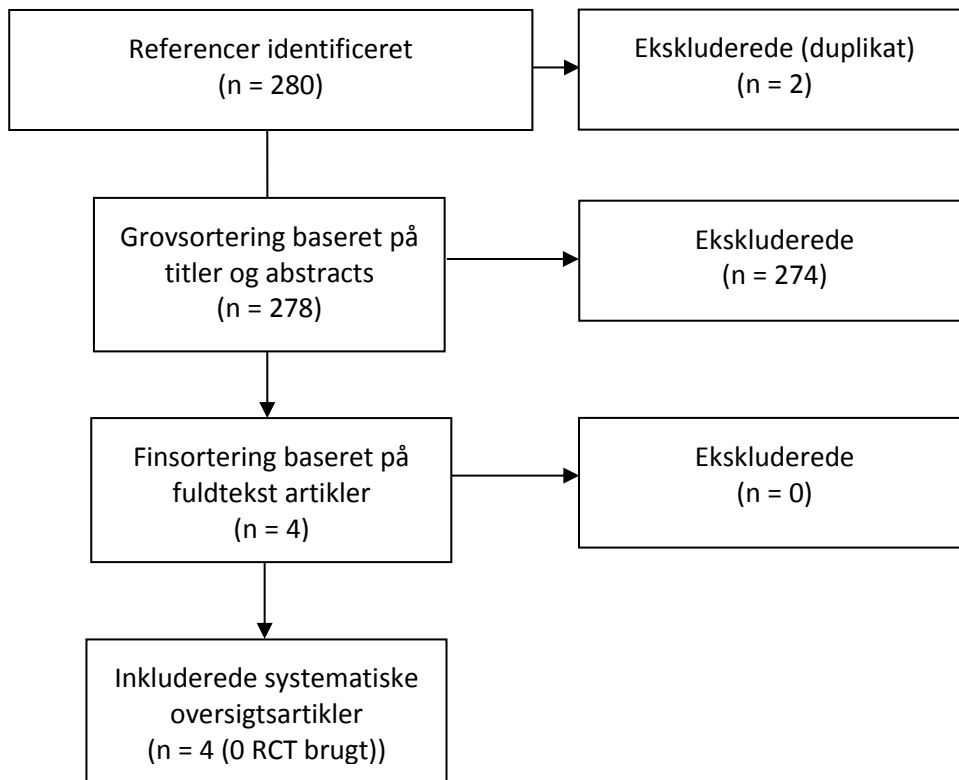 Referencer identificeret
(n = 280)
Ekskluderede (duplikat)
(n = 2)
Grovsortering baseret på
titler og abstracts
(n = 278)
Ekskluderede
(n = 274)
Finsortering baseret på
fuldtekst artikler
(n = 4)
Ekskluderede
(n = 0)
Inkluderede systematiske
oversigtsartikler
(n = 4 (0 RCT brugt))